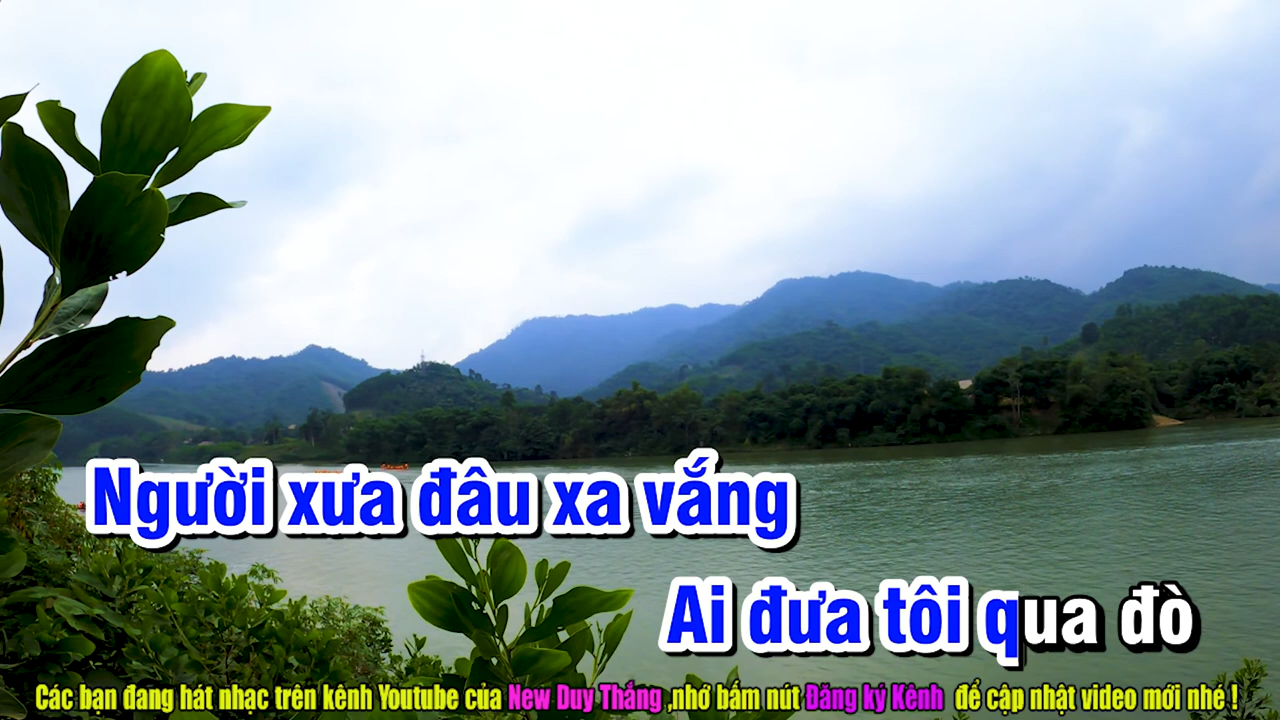 Người xưa đâu xa vắng
Ai đưa tôi qua đò
Các bạn đang hát nhạc trên kênh Youtube của New Duy Thắng ,nhớ bấm nút Đăng ký Kênh để cập nhật video mới nhé !